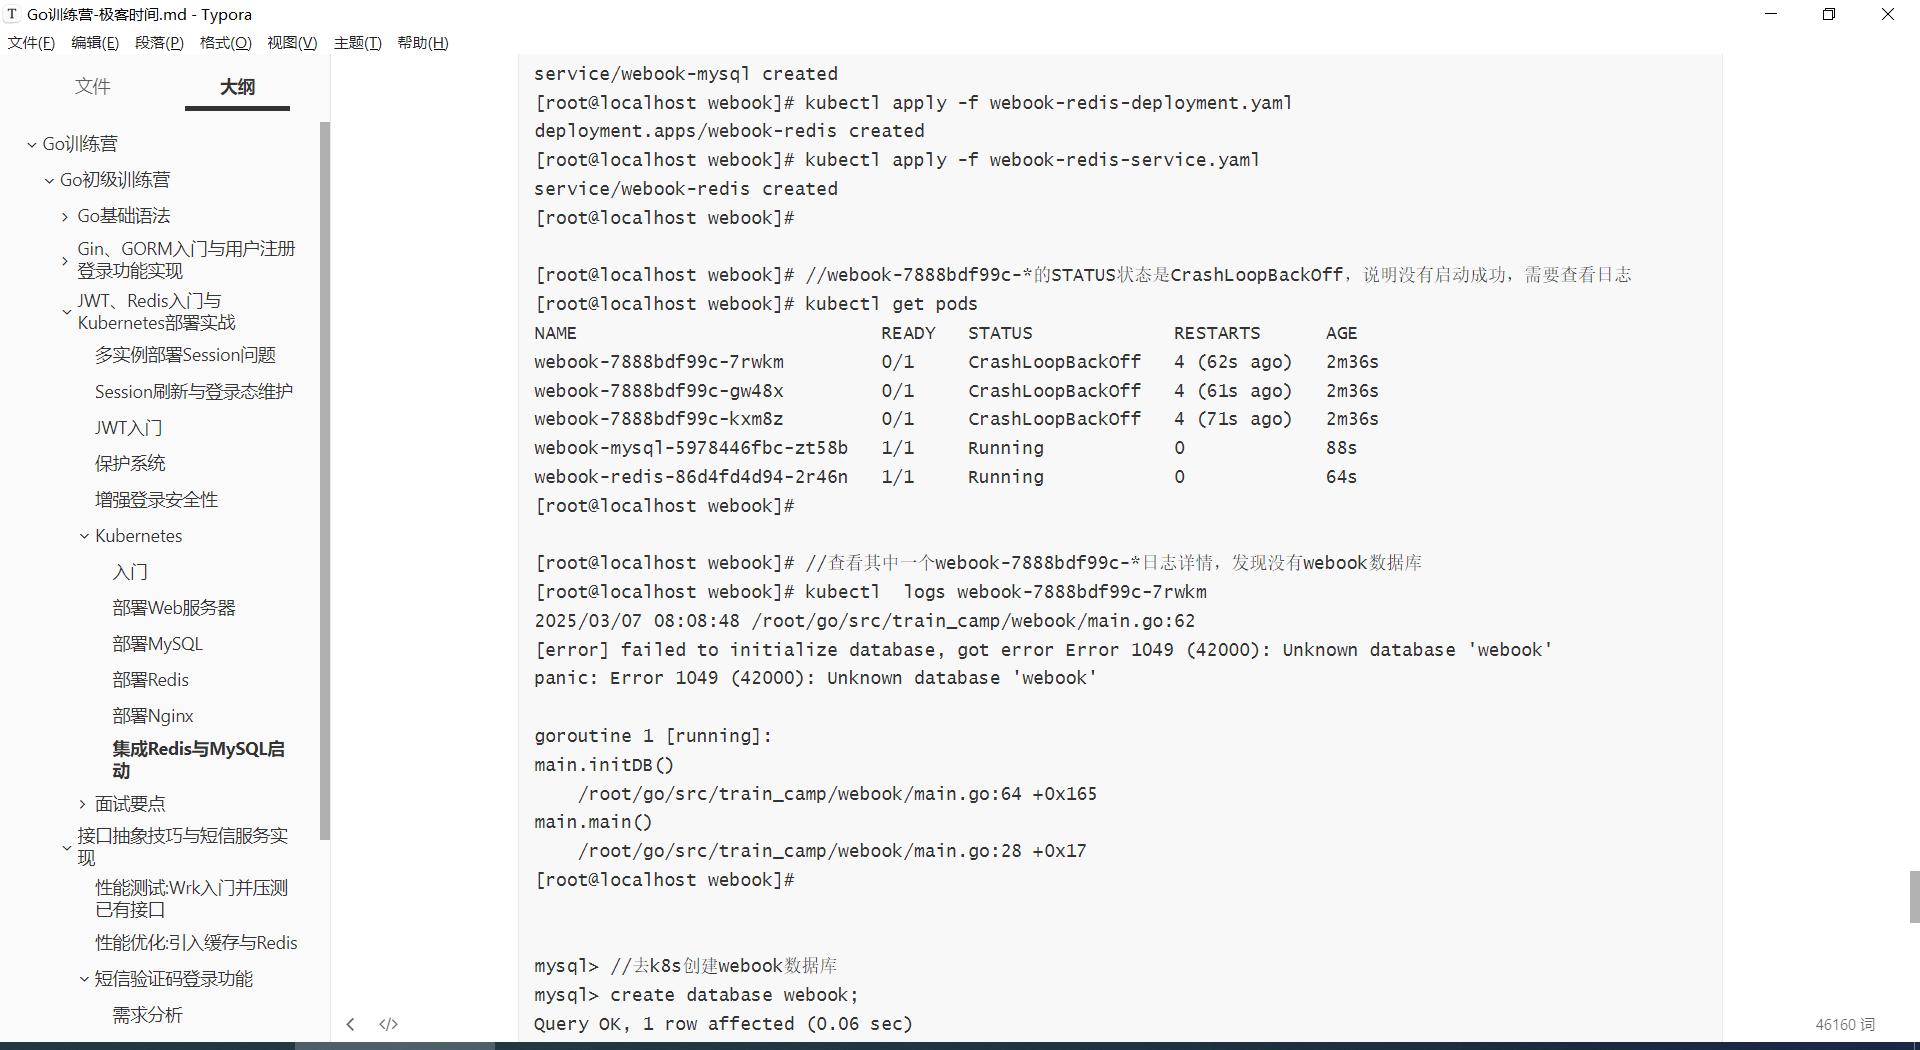 Go训练营-极客时间.md - Typora
文件(F) 编辑(E) 段落(P) 格式(O) 视图(V) 主题(T) 帮助(H)
文件 大纲
Go训练营
Go初级训练营
Go基础语法
Gin、GORM入门与用户注册
登录功能实现
JWT、Redis入门与
Kubernetes部署实战
多实例部署Session问题
Session刷新与登录态维护
JWT入门
保护系统
增强登录安全性
Kubernetes
入门
部署Web服务器
部署MySQL
部署Redis
部署Nginx
集成Redis与MySQL启
动
面试要点
接口抽象技巧与短信服务实
现
性能测试:Wrk入门并压测
已有接口
性能优化:引入缓存与Redis
短信验证码登录功能
需求分析
service/webook-mysql created
[root@localhost webook]# kubectl apply -f webook-redis-deployment.yaml
deployment.apps/webook-redis created
[root@localhost webook]# kubectl apply -f webook-redis-service.yaml
service/webook-redis created
[root@localhost webook]#
[root@localhost webook]# //webook-7888bdf99c-*的STATUS状态是CrashLoopBackOff，说明没有启动成功，需要查看日志
[root@localhost webook]# kubectl get pods
NAME READY STATUS RESTARTS AGE
webook-7888bdf99c-7rwkm 0/1 CrashLoopBackOff 4 (62s ago) 2m36s
webook-7888bdf99c-gw48x 0/1 CrashLoopBackOff 4 (61s ago) 2m36s
webook-7888bdf99c-kxm8z 0/1 CrashLoopBackOff 4 (71s ago) 2m36s
webook-mysql-5978446fbc-zt58b 1/1 Running 0 88s
webook-redis-86d4fd4d94-2r46n 1/1 Running 0 64s
[root@localhost webook]#
[root@localhost webook]# //查看其中一个webook-7888bdf99c-*日志详情，发现没有webook数据库
[root@localhost webook]# kubectl  logs webook-7888bdf99c-7rwkm
2025/03/07 08:08:48 /root/go/src/train_camp/webook/main.go:62
[error] failed to initialize database, got error Error 1049 (42000): Unknown database 'webook'
panic: Error 1049 (42000): Unknown database 'webook'
goroutine 1 [running]:
main.initDB()
/root/go/src/train_camp/webook/main.go:64 +0x165
main.main()
/root/go/src/train_camp/webook/main.go:28 +0x17
[root@localhost webook]#
mysql> //去k8s创建webook数据库
mysql> create database webook;
Query OK, 1 row affected (0.06 sec)
46160 词